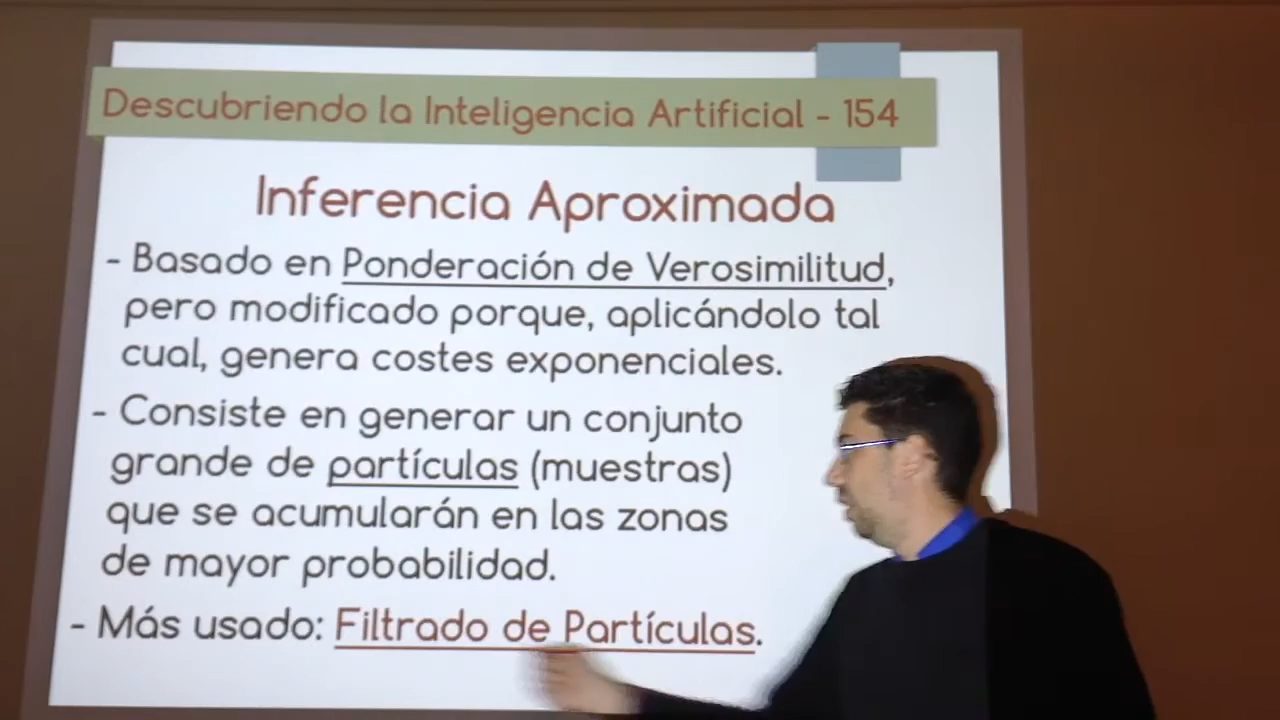 Descubriendo la Inteligencia Artificial - 154
Inferencia Aproximada
- Basado en Ponderación de Verosimilitud,
pero modificado porque, aplicándolo tal
cual, genera costes exponenciales.
- Consiste en generar un conjunto
grande de partículas (muestras)
que se acumularán en las zonas
de mayor probabilidad.
- Más usado: Filtrado de Partículas.